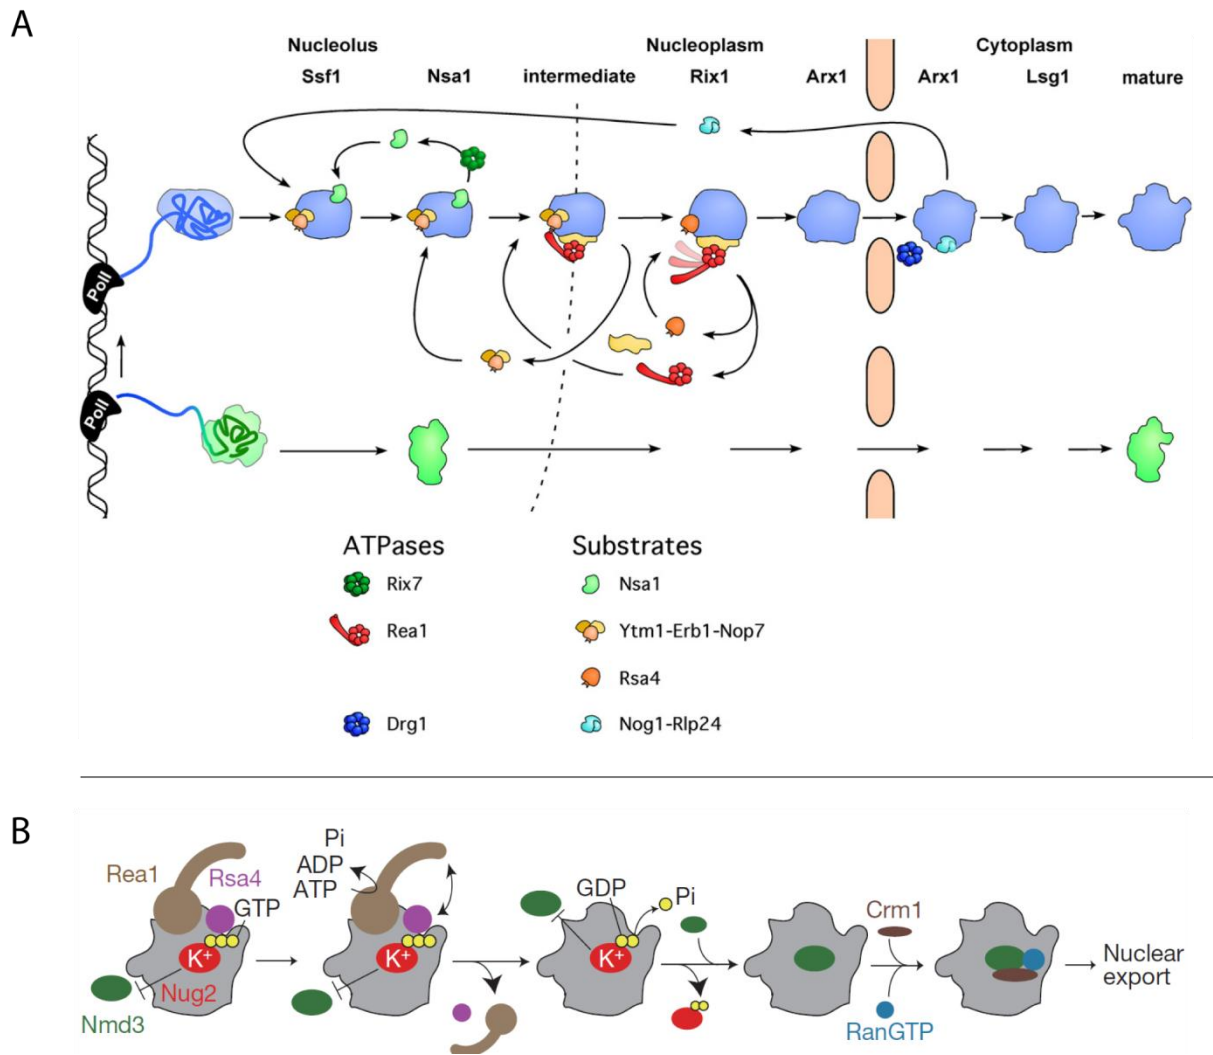 A
Nucleolus Nucleoplasm Cytoplasm
Ssf1 Nsa1 intermediate Rix1 Arx1 Arx1 Lsg1 mature
PolI
PolI
ATPases Substrates
Rix7 Nsa1
Rea1 Ytm1-Erb1-Nop7
Rsa4
Drg1 Nog1-Rlp24
B
Pi
Rea1 ADP
Rsa4 ATP GDP Pi Crm1
GTP
K+ K+ K+
Nug2
Nmd3 RanGTP
Nuclear
export